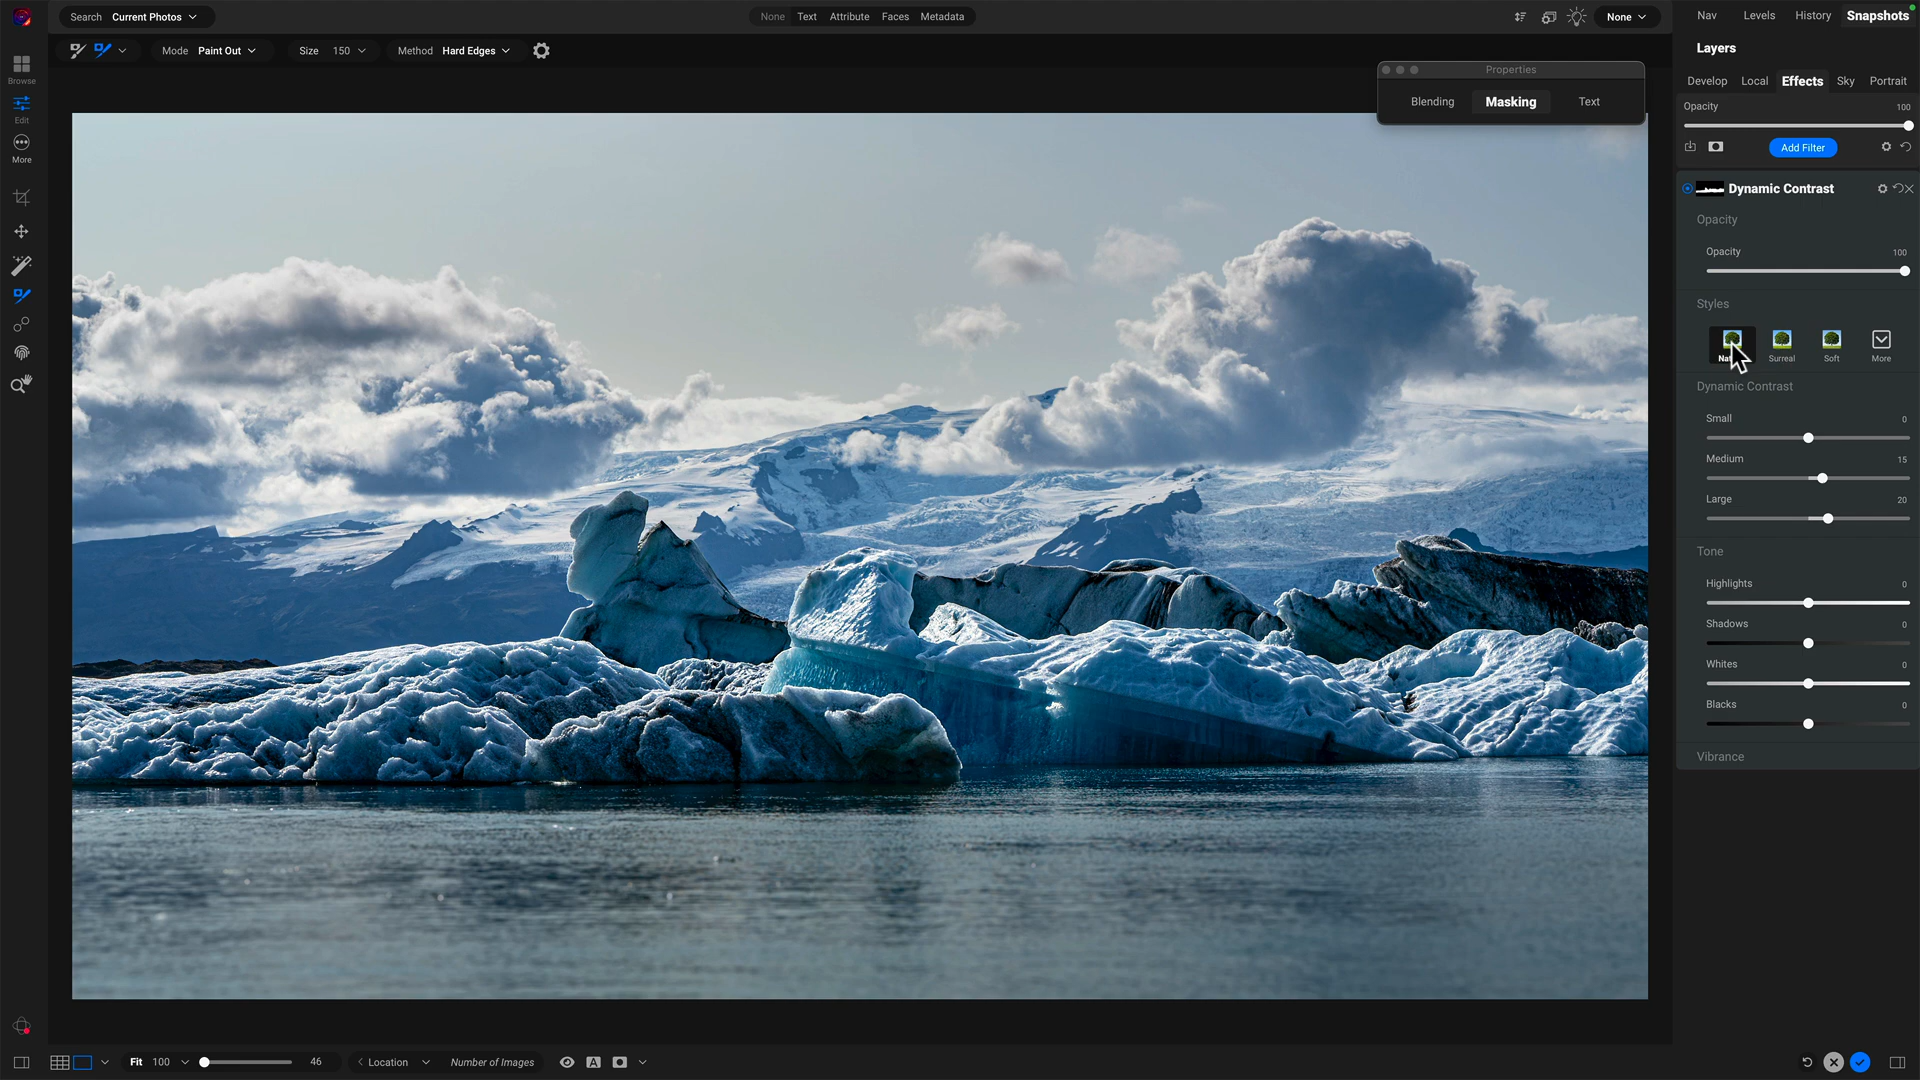 Search Current Photos
None Text Attribute Faces Metadata
None
Nav Levels History Snapshots
Mode Paint Out Size 150 Method Hard Edges
Layers
Properties
Blending Masking Text
Browse
Edit
More
Develop Local Effects Sky Portrait
Opacity 100
Add Filter
Dynamic Contrast
Opacity
Opacity 100
Styles
Surreal Soft More
Dynamic Contrast
Small 0
Medium 15
Large 20
Tone
Highlights 0
Shadows 0
Whites 0
Blacks 0
Vibrance
Fit 100 46 Location Number of Images A